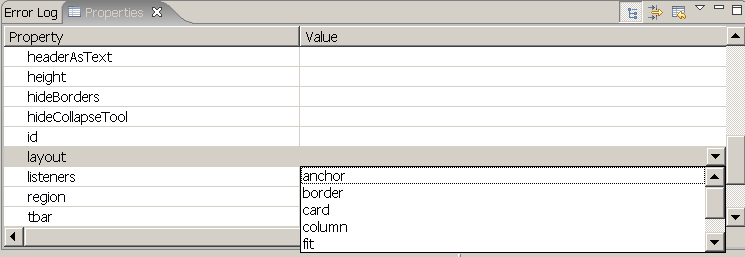 Error Log Properties
Property Value
headerAsText
height
hideBorders
hideCollapseTool
id
layout
listeners anchor
region border
card
tbar column
fit